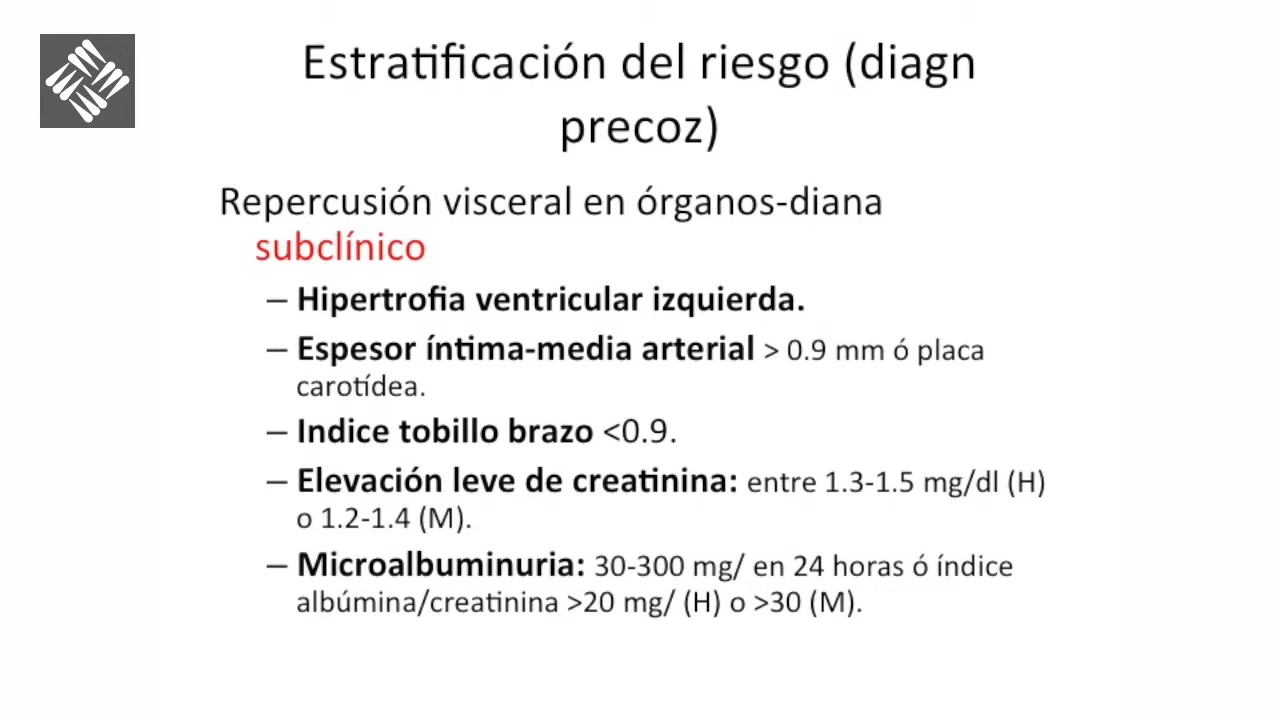 Estratificación del riesgo (diagn
precoz)
Repercusión visceral en órganos-diana
subclínico
– Hipertrofia ventricular izquierda.
– Espesor íntima-media arterial > 0.9 mm ó placa
carotídea.
– Indice tobillo brazo <0.9.
– Elevación leve de creatinina: entre 1.3-1.5 mg/dl (H)
o 1.2-1.4 (M).
– Microalbuminuria: 30-300 mg/ en 24 horas ó índice
albúmina/creatinina >20 mg/ (H) o >30 (M).